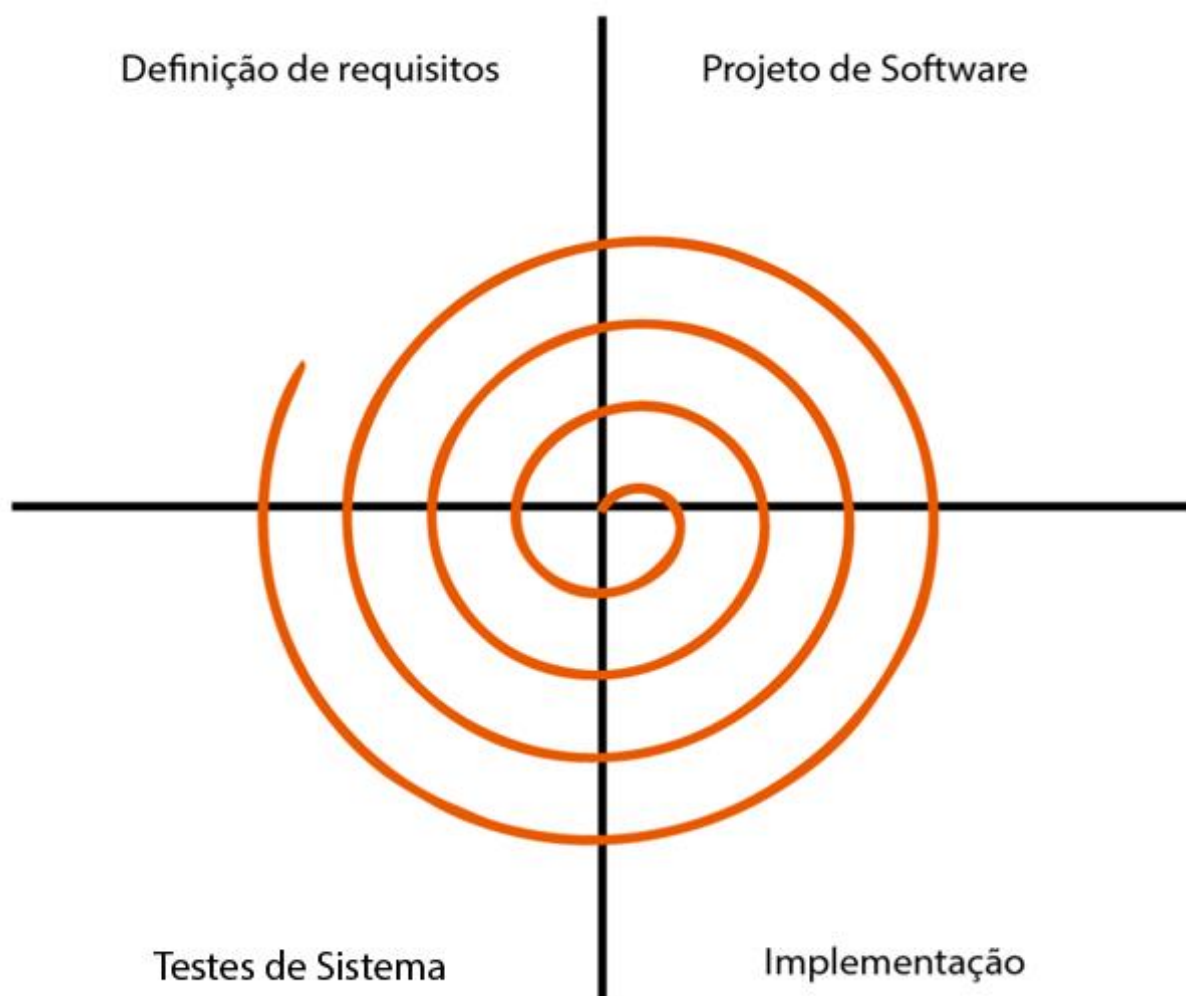 Definição de requisitos
Projeto de Software
Testes de Sistema
Implementação